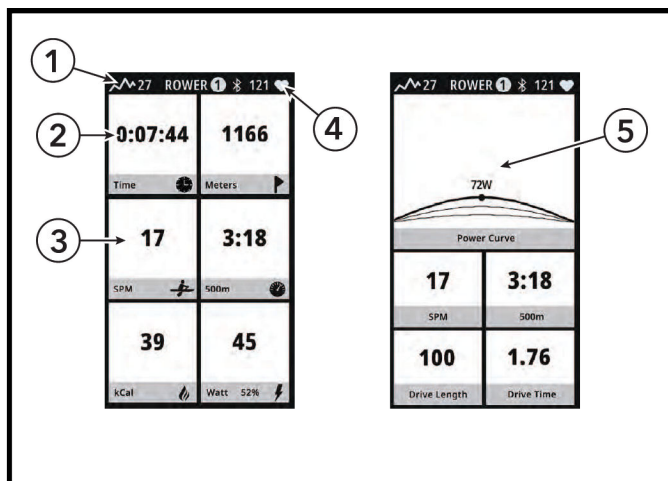 1
27 ROWER 1 121
2
0:07:44 1166
Time Meters
3
17 3:18
SPM 500m
39 45
kCal Watt 52%
4
27 ROWER 1 121
5
72W
Power Curve
17 3:18
SPM 500m
100 1.76
Drive Length Drive Time